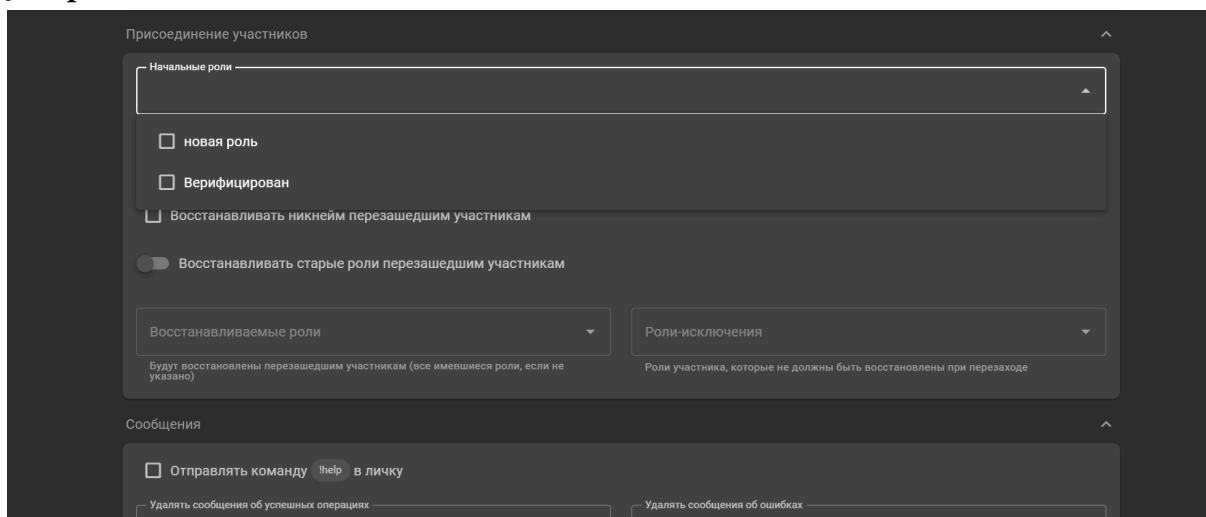 Присоединение участников
Начальные роли
новая роль
Верифицирован
Восстанавливать никнейм перезашедшим участникам
Восстанавливать старые роли перезашедшим участникам
Восстанавливаемые роли
Роли-исключения
Будут восстановлены перезашедшим участникам (все имевшиеся роли, если не
указано)
Роли участника, которые не должны быть восстановлены при перезаходе
Сообщения
Отправлять команду !help в личку
Удалять сообщения об успешных операциях
Удалять сообщения об ошибках